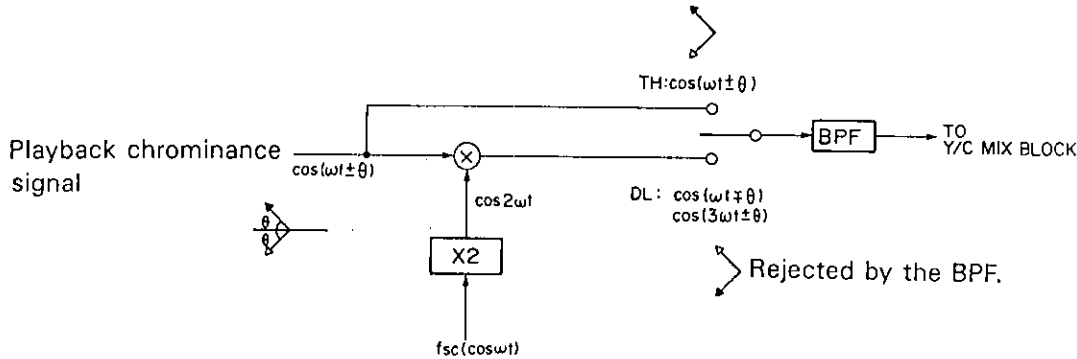 TH:cos(ωt±θ)
BPF
TO
Y/C MIX BLOCK
Playback chrominance
signal
cos(ωt±θ)
×
DL: cos(ωt∓θ)
cos(3ωt±θ)
cos2ωt
θ
θ
X2
Rejected by the BPF.
fsc(cosωt)